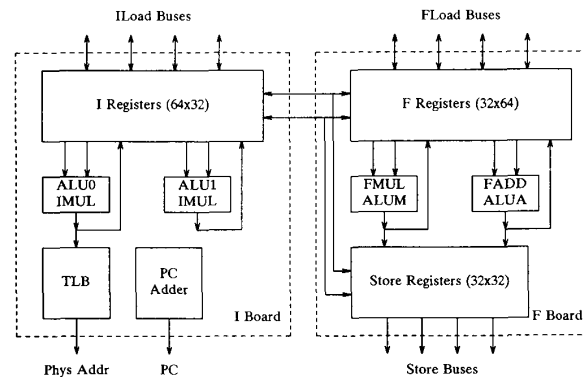 ILoad Buses
FLoad Buses
I Registers (64x32)
F Registers (32x64)
ALU0
IMUL
ALU1
IMUL
FMUL
ALUM
FADD
ALUA
TLB
PC
Adder
Store Registers (32x32)
I Board
F Board
Phys Addr
PC
Store Buses